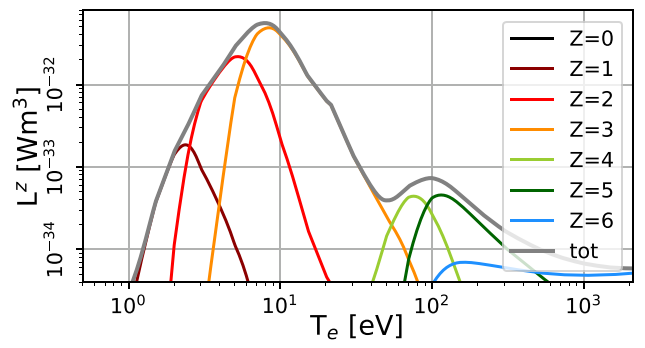 L^z [Wm^3]
10^-32
10^-33
10^-34
Z=0
Z=1
Z=2
Z=3
Z=4
Z=5
Z=6
tot
10^0 10^1 10^2 10^3
T_e [eV]